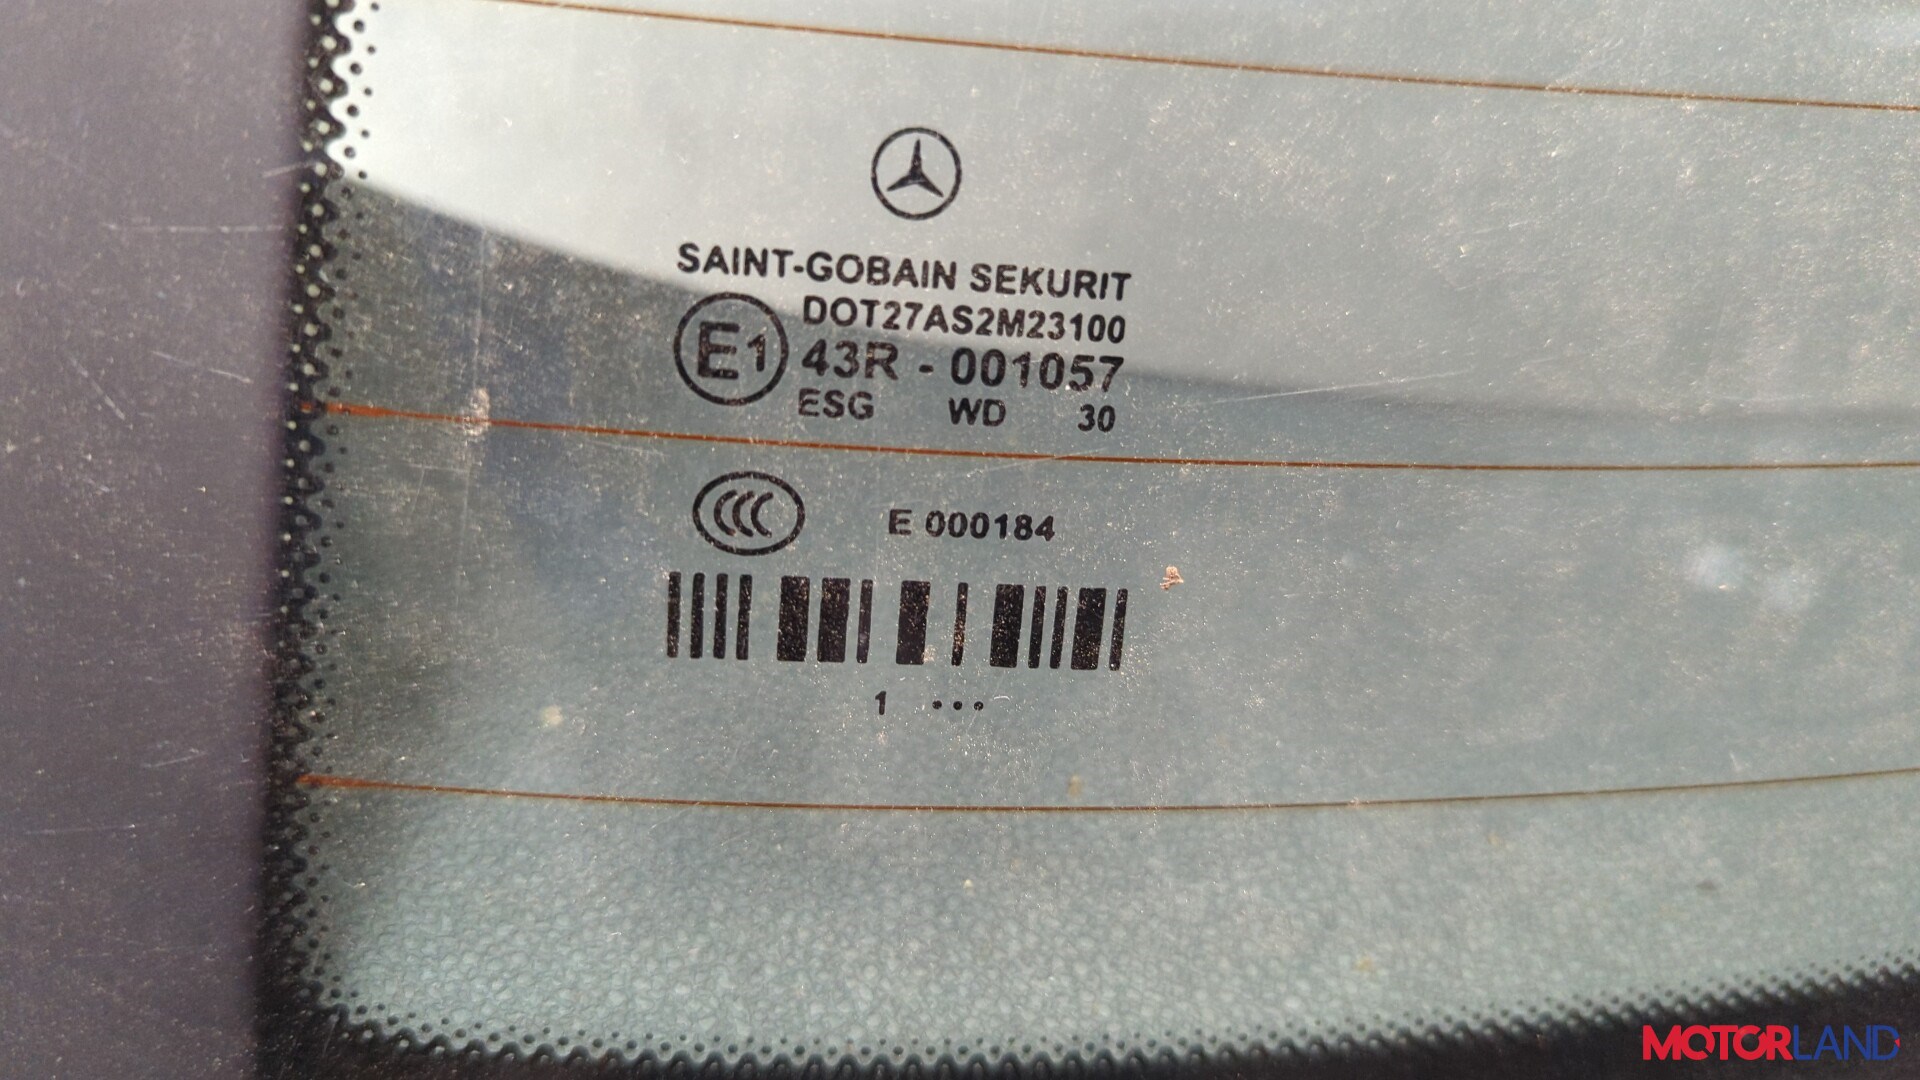 SAINT-GOBAIN SEKURIT
DOT27AS2M23100
E1 43R - 001057
ESG WD 30
CCC E 000184
1 ...
MOTORLAND